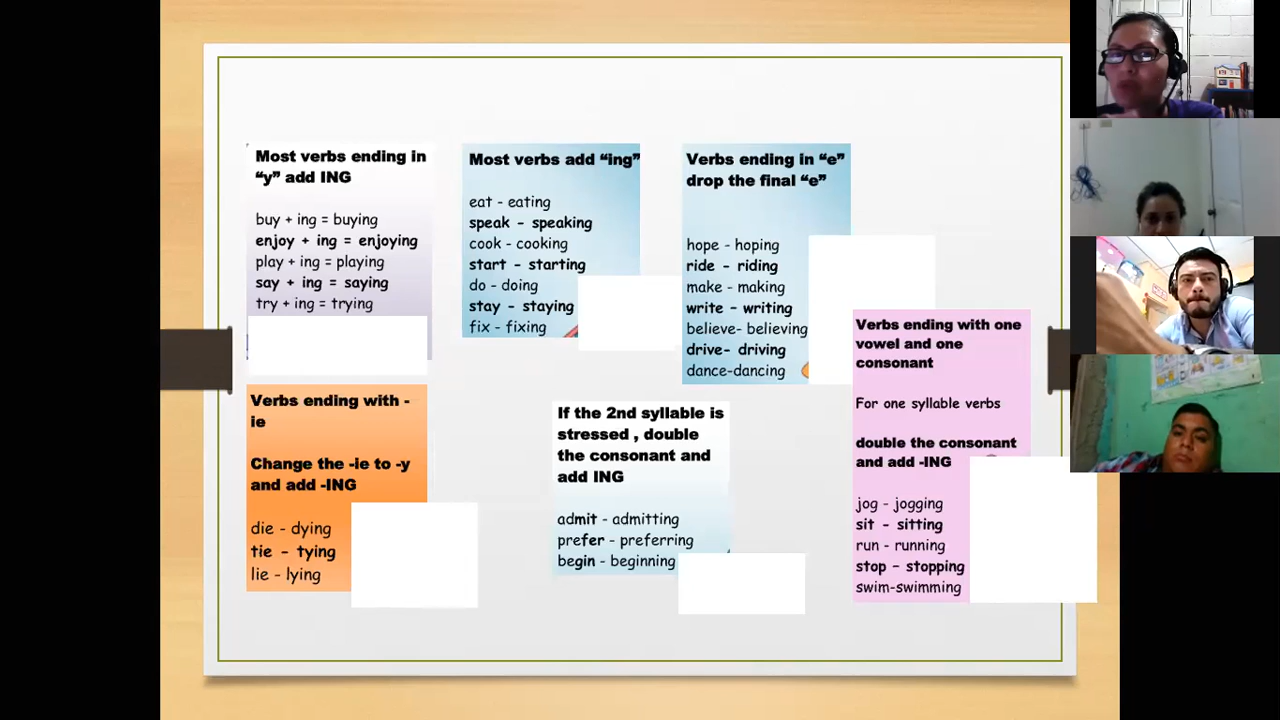 Most verbs ending in
“y” add ING
buy + ing = buying
enjoy + ing = enjoying
play + ing = playing
say + ing = saying
try + ing = trying
Most verbs add “ing”
eat - eating
speak - speaking
cook - cooking
start - starting
do - doing
stay - staying
fix - fixing
Verbs ending in “e”
drop the final “e”
hope - hoping
ride - riding
make - making
write - writing
believe- believing
drive- driving
dance-dancing
Verbs ending with -
ie
Change the -ie to -y
and add -ING
die - dying
tie - tying
lie - lying
If the 2nd syllable is
stressed , double
the consonant and
add ING
admit - admitting
prefer - preferring
begin - beginning
Verbs ending with one
vowel and one
consonant
For one syllable verbs
double the consonant
and add -ING
jog - jogging
sit - sitting
run - running
stop - stopping
swim-swimming